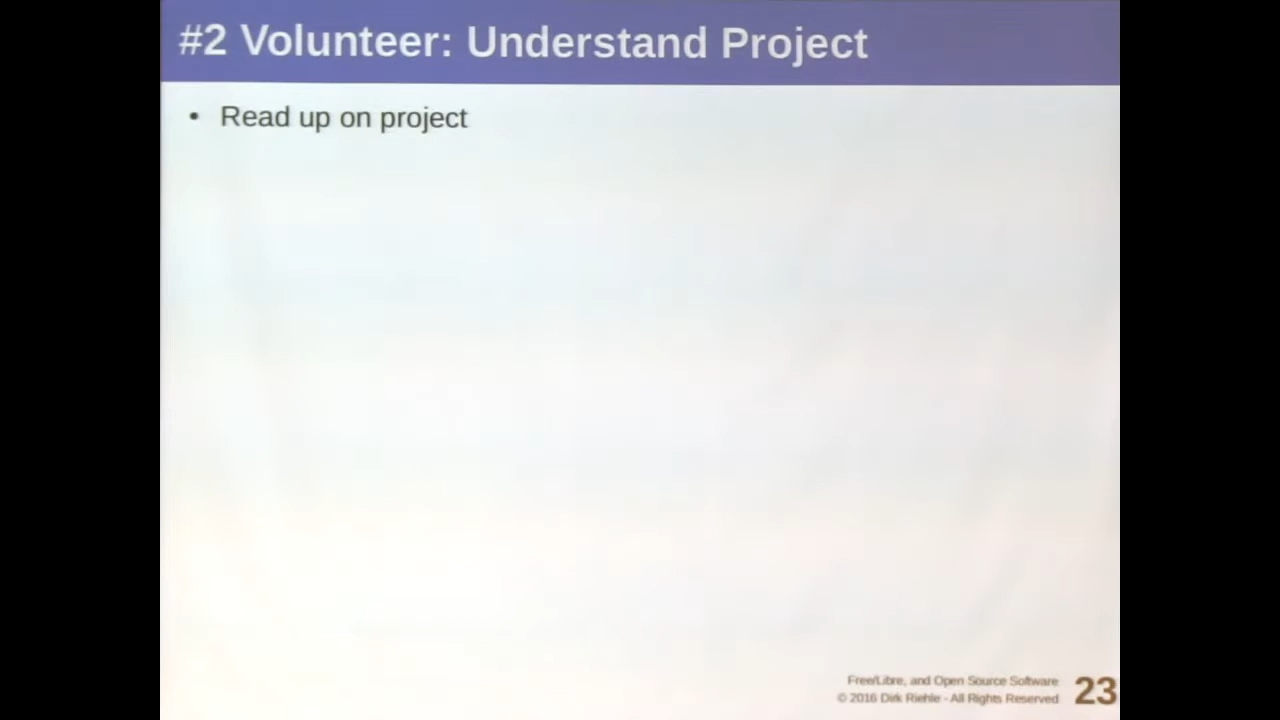 #2 Volunteer: Understand Project
• Read up on project
Free/Libre, and Open Source Software
© 2016 Dirk Riehle - All Rights Reserved
23